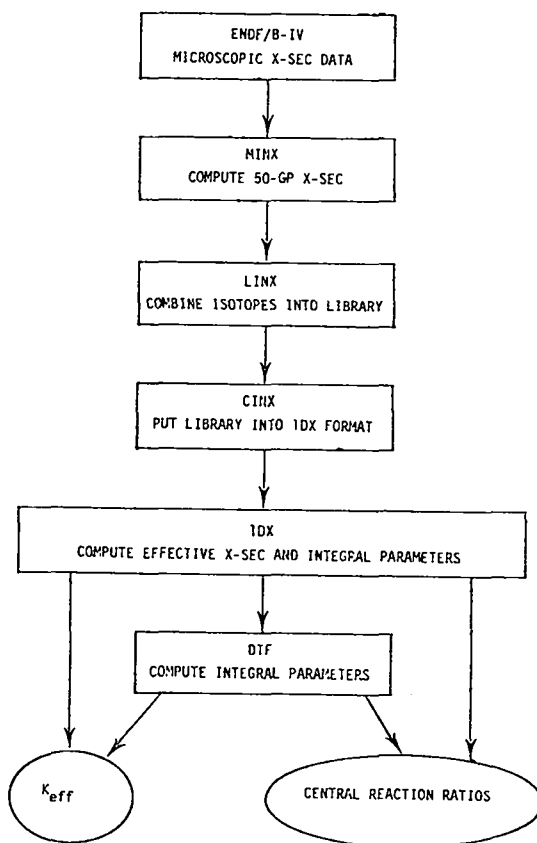 ENDF/B-IV
MICROSCOPIC X-SEC DATA
MINX
COMPUTE 50-GP X-SEC
LINX
COMBINE ISOTOPES INTO LIBRARY
CINX
PUT LIBRARY INTO 1DX FORMAT
1DX
COMPUTE EFFECTIVE X-SEC AND INTEGRAL PARAMETERS
DTF
COMPUTE INTEGRAL PARAMETERS
Keff
CENTRAL REACTION RATIOS